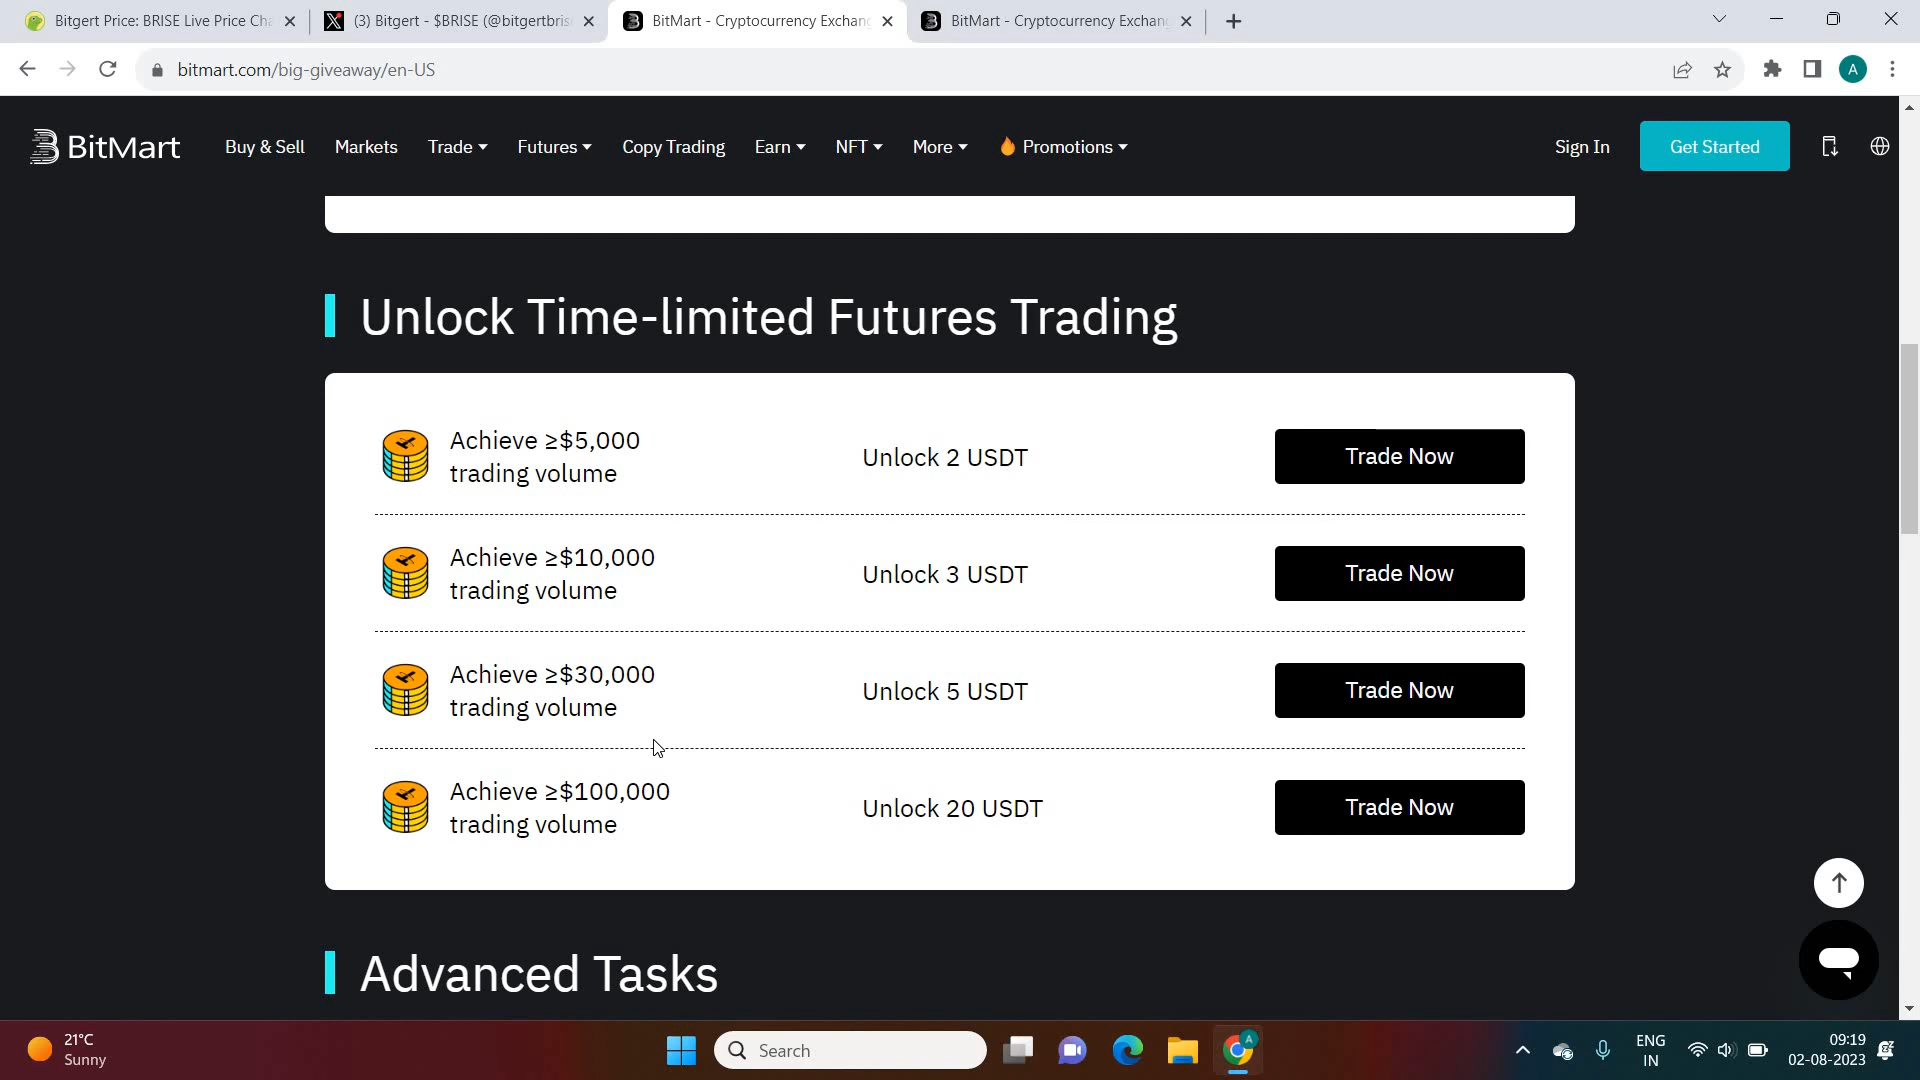 Bitgert Price: BRISE Live Price Cha
(3) Bitgert - $BRISE (@bitgertbris
BitMart - Cryptocurrency Exchan
BitMart - Cryptocurrency Exchan
bitmart.com/big-giveaway/en-US
A
BitMart
Buy & Sell
Markets
Trade
Futures
Copy Trading
Earn
NFT
More
Promotions
Sign In
Get Started
Unlock Time-limited Futures Trading
Achieve ≥$5,000
trading volume
Unlock 2 USDT
Trade Now
Achieve ≥$10,000
trading volume
Unlock 3 USDT
Trade Now
Achieve ≥$30,000
trading volume
Unlock 5 USDT
Trade Now
Achieve ≥$100,000
trading volume
Unlock 20 USDT
Trade Now
Advanced Tasks
21°C
Sunny
Search
A
ENG
IN
09:19
02-08-2023